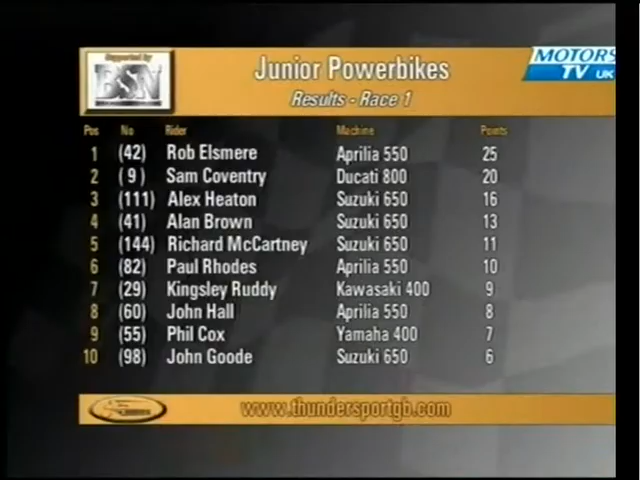 Supported by
BSN
Junior Powerbikes
Results - Race 1
MOTORS
TV UK
Pos No Rider Machine Points
1 (42) Rob Elsmere Aprilia 550 25
2 ( 9 ) Sam Coventry Ducati 800 20
3 (111) Alex Heaton Suzuki 650 16
4 (41) Alan Brown Suzuki 650 13
5 (144) Richard McCartney Suzuki 650 11
6 (82) Paul Rhodes Aprilia 550 10
7 (29) Kingsley Ruddy Kawasaki 400 9
8 (60) John Hall Aprilia 550 8
9 (55) Phil Cox Yamaha 400 7
10 (98) John Goode Suzuki 650 6
www.thundersportgb.com